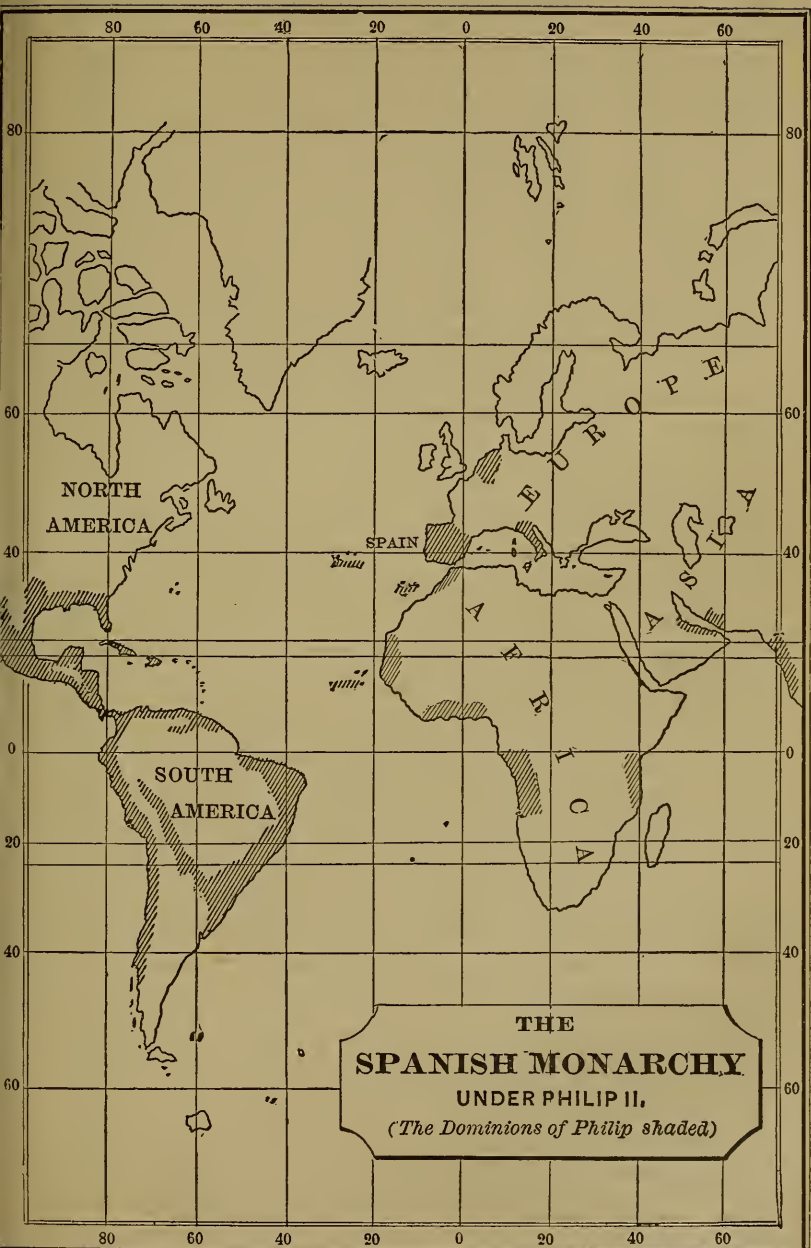 80 60 40 20 0 20 40 60
80 80
EUROPE
60
NORTH
AMERICA
ASIA
SPAIN
40
AFRICA
0 0
SOUTH
AMERICA
20 20
40 40
THE
SPANISH MONARCHY
UNDER PHILIP II.
(The Dominions of Philip shaded)
60 60
80 60 40 20 0 20 40 60